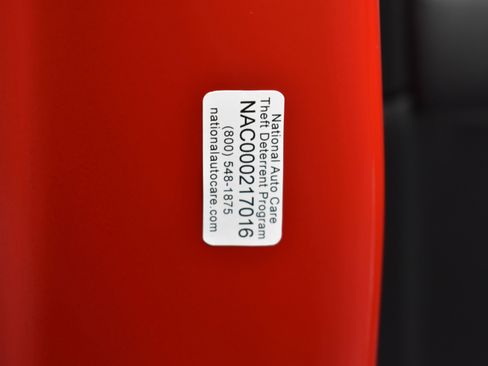 National Auto Care
Theft Deterrent Program
NAC000217016
(800) 548-1875
nationalautocare.com